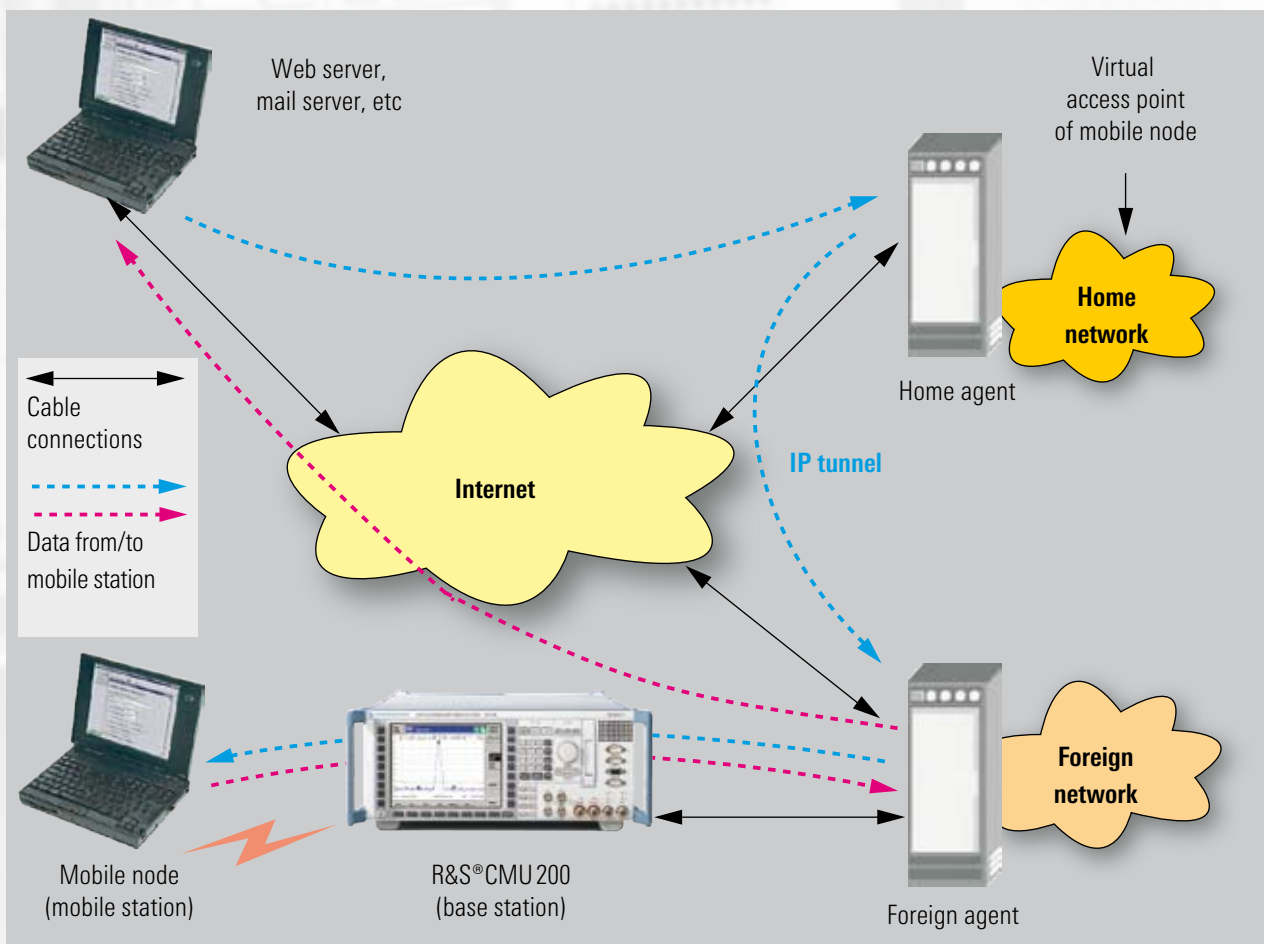 Web server,
mail server, etc
Virtual
access point
of mobile node
Home
network
Home agent
Cable
connections
Data from/to
mobile station
IP tunnel
Internet
Foreign
network
Mobile node
(mobile station)
R&S®CMU 200
(base station)
Foreign agent